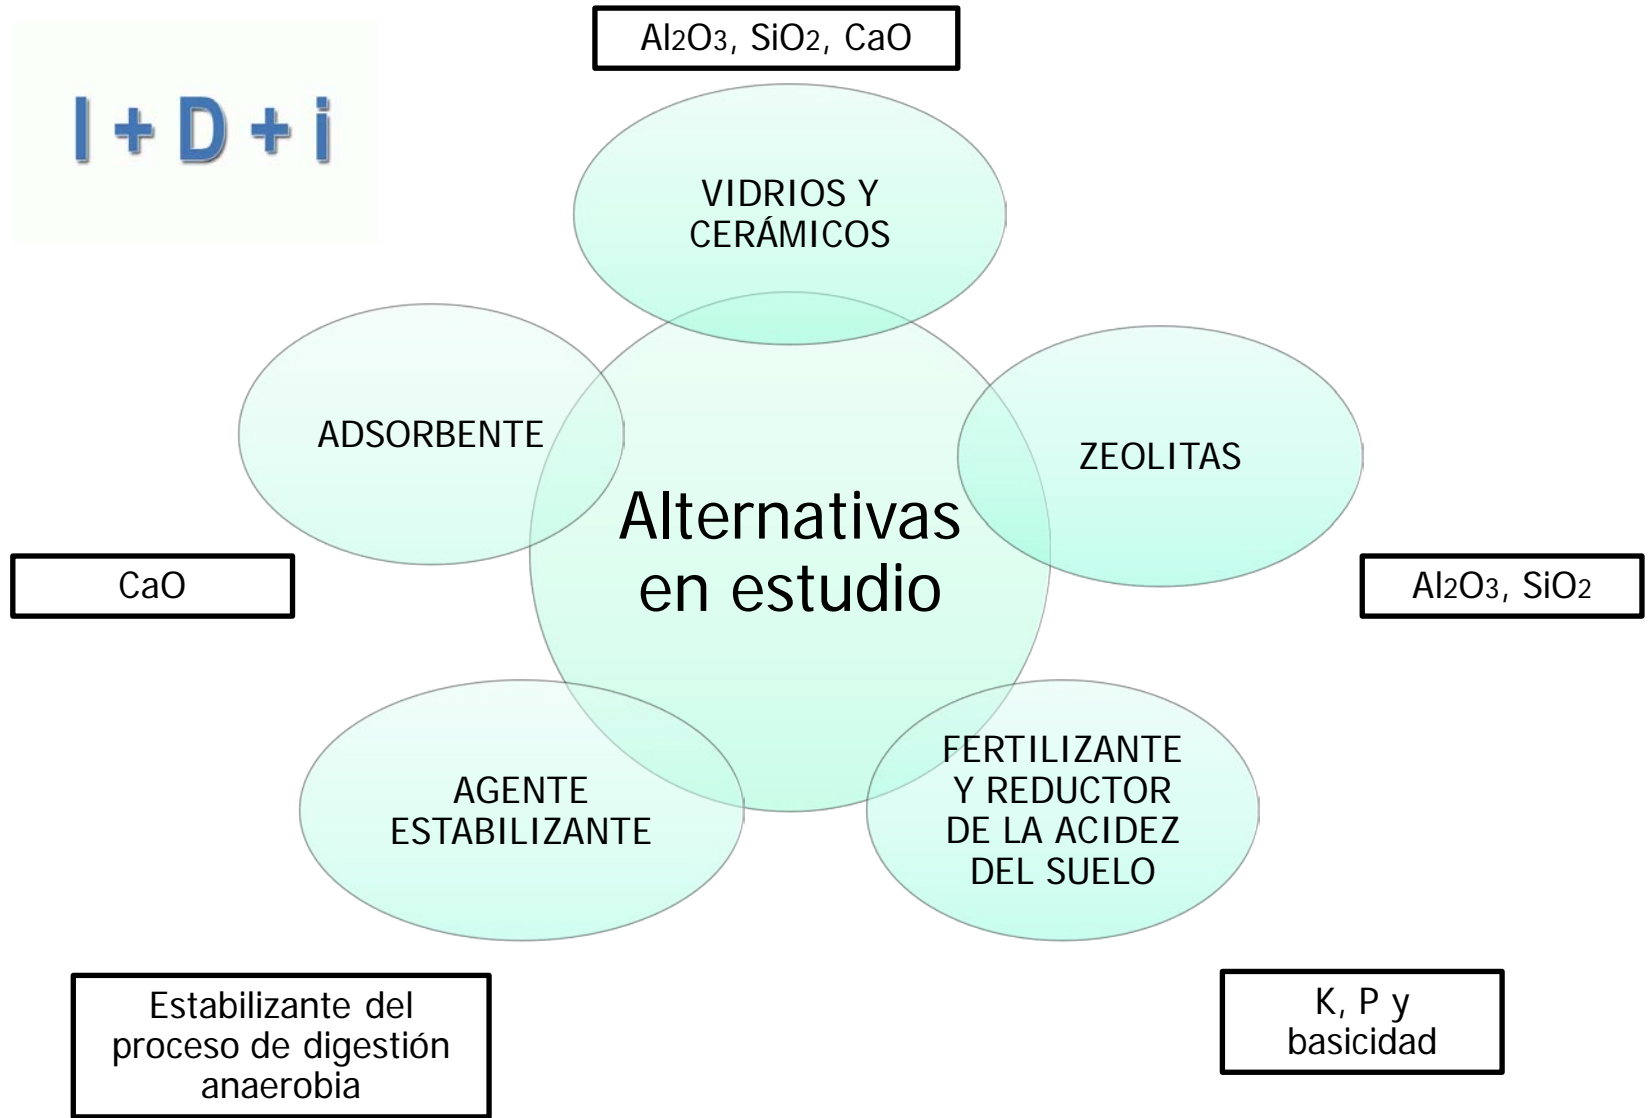 Al2O3, SiO2, CaO
I + D + i
VIDRIOS Y
CERÁMICOS
ADSORBENTE
ZEOLITAS
Alternativas
en estudio
CaO
Al2O3, SiO2
AGENTE
ESTABILIZANTE
FERTILIZANTE
Y REDUCTOR
DE LA ACIDEZ
DEL SUELO
Estabilizante del
proceso de digestión
anaerobia
K, P y
basicidad